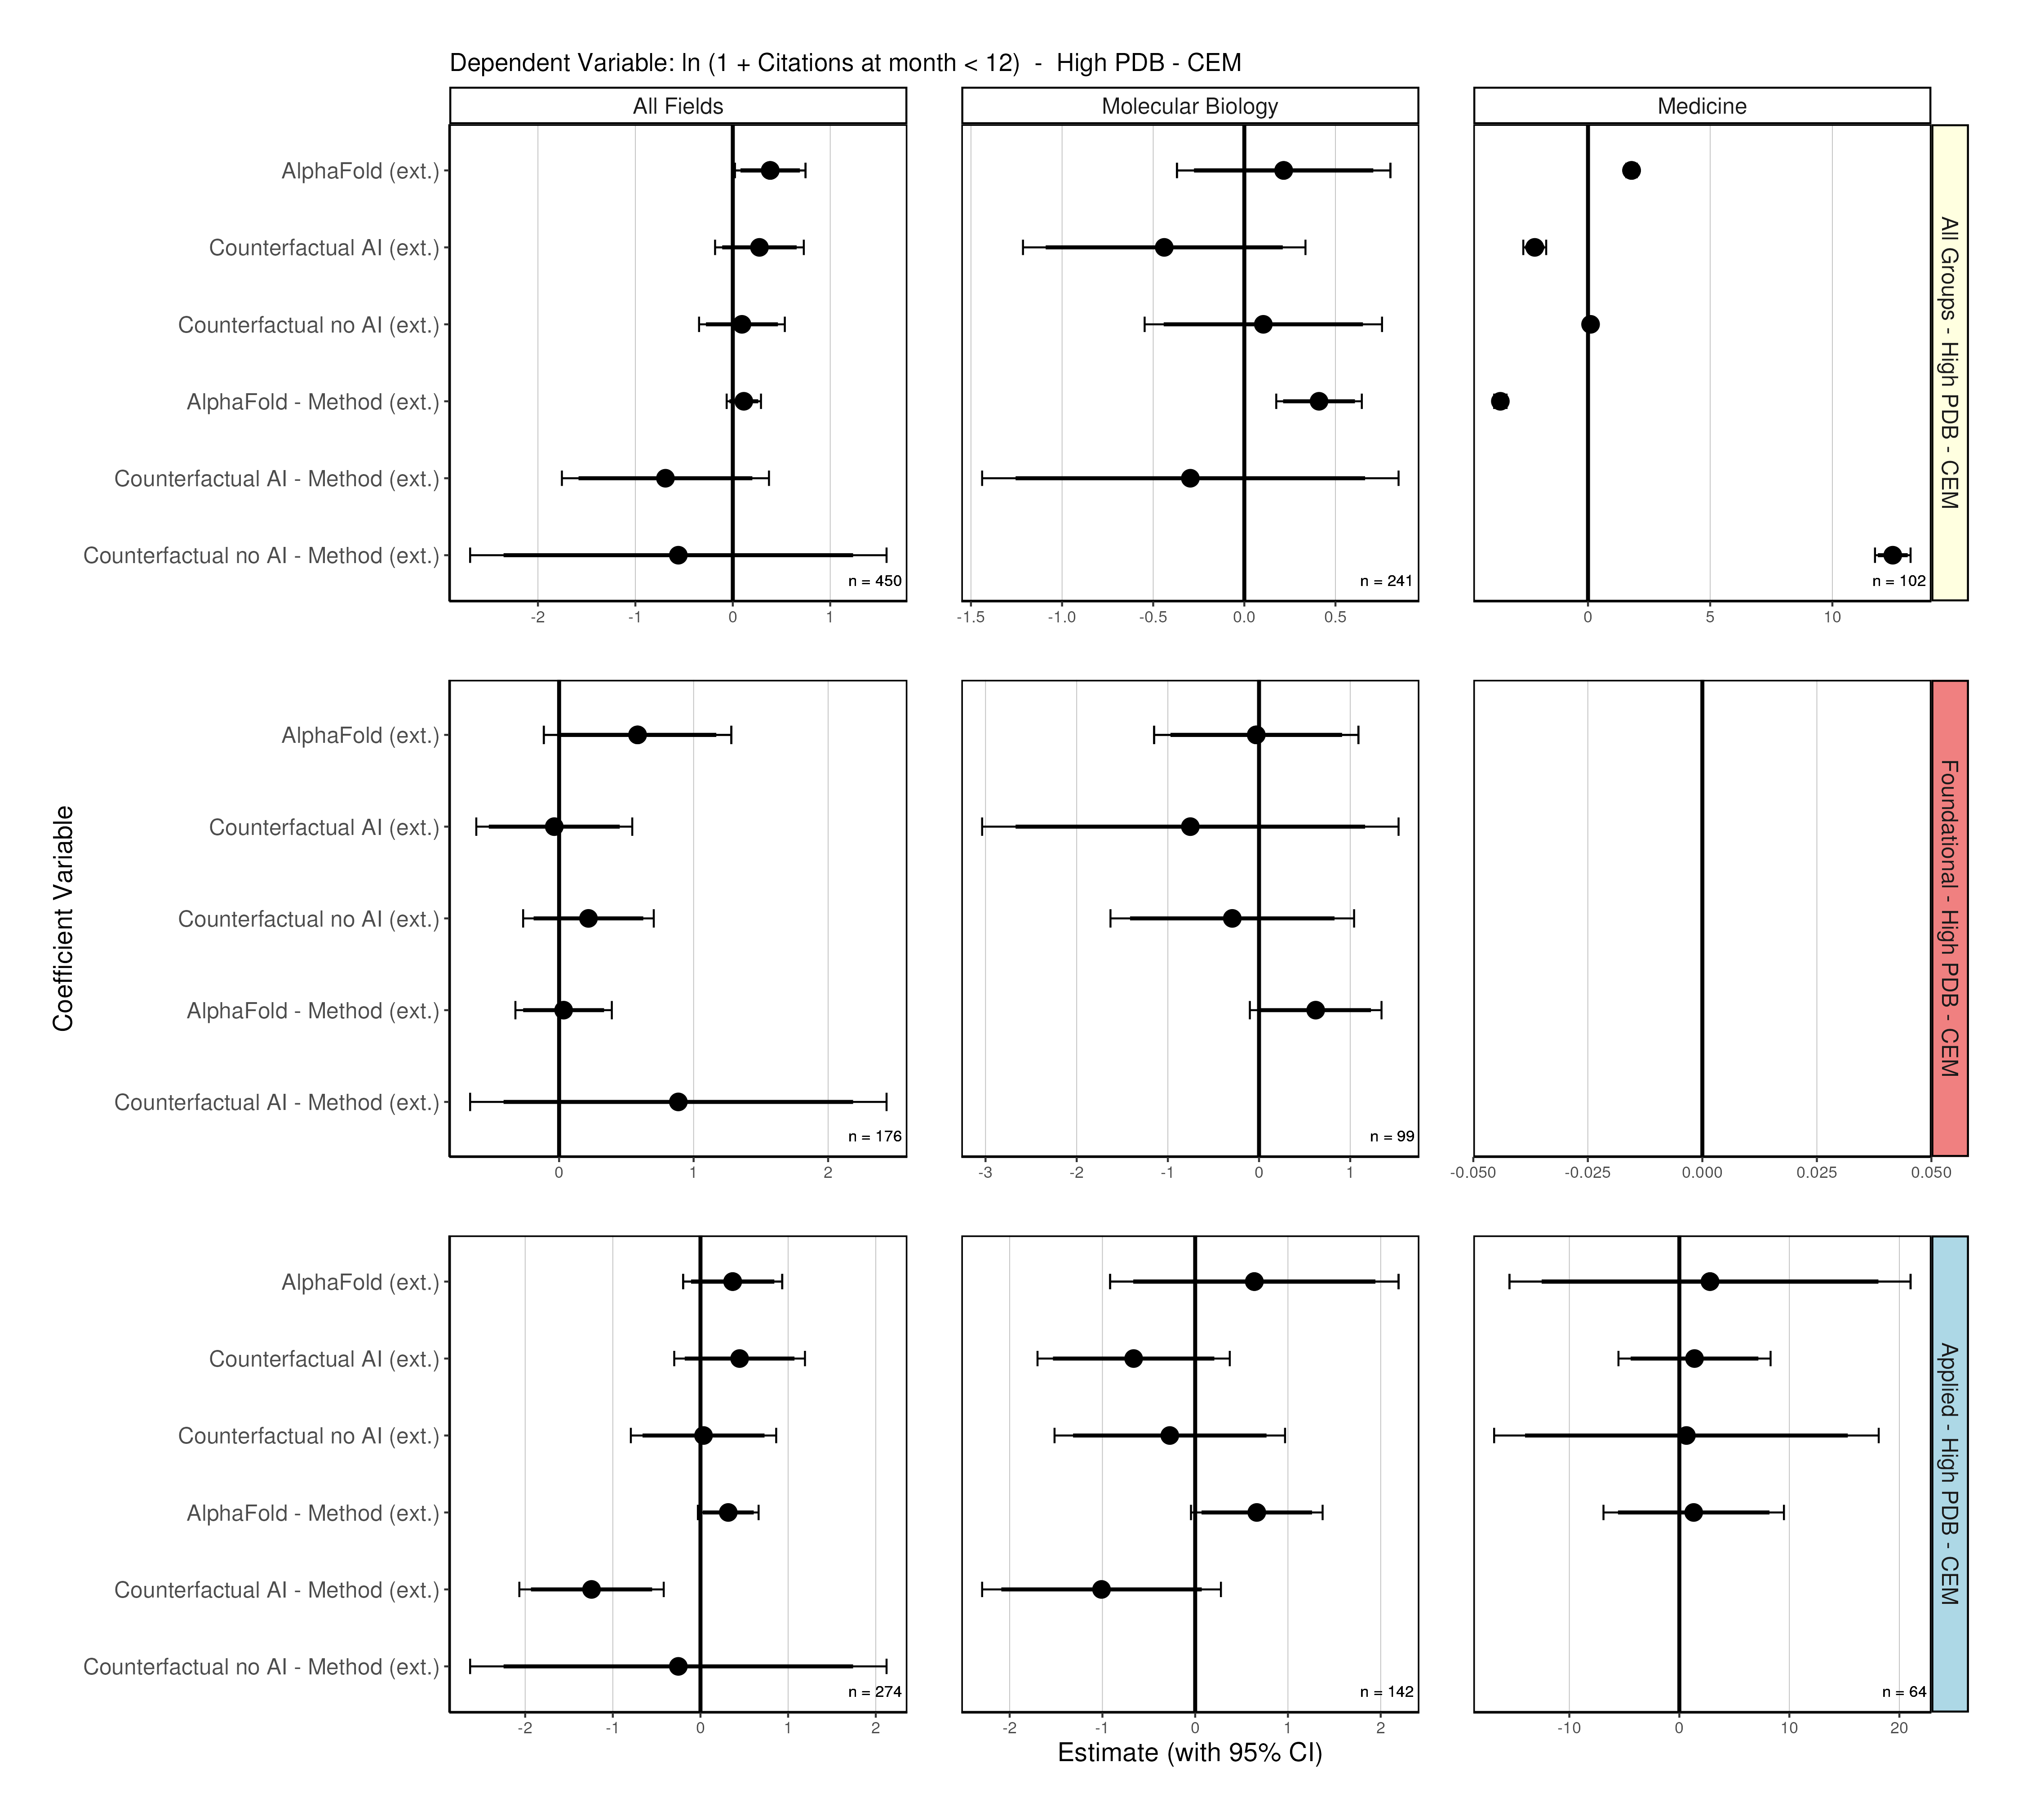 Dependent Variable: ln (1 + Citations at month < 12)  -  High PDB - CEM
All Fields
Molecular Biology
Medicine
AlphaFold (ext.)
Counterfactual AI (ext.)
Counterfactual no AI (ext.)
AlphaFold - Method (ext.)
Counterfactual AI - Method (ext.)
Counterfactual no AI - Method (ext.)
n = 450
n = 241
n = 102
-2 -1 0 1
-1.5 -1.0 -0.5 0.0 0.5
0 5 10
All Groups - High PDB - CEM
Coefficient Variable
AlphaFold (ext.)
Counterfactual AI (ext.)
Counterfactual no AI (ext.)
AlphaFold - Method (ext.)
Counterfactual AI - Method (ext.)
n = 176
n = 99
0 1 2
-3 -2 -1 0 1
-0.050 -0.025 0.000 0.025 0.050
Foundational - High PDB - CEM
AlphaFold (ext.)
Counterfactual AI (ext.)
Counterfactual no AI (ext.)
AlphaFold - Method (ext.)
Counterfactual AI - Method (ext.)
Counterfactual no AI - Method (ext.)
n = 274
n = 142
n = 64
-2 -1 0 1 2
-2 -1 0 1 2
-10 0 10 20
Applied - High PDB - CEM
Estimate (with 95% CI)